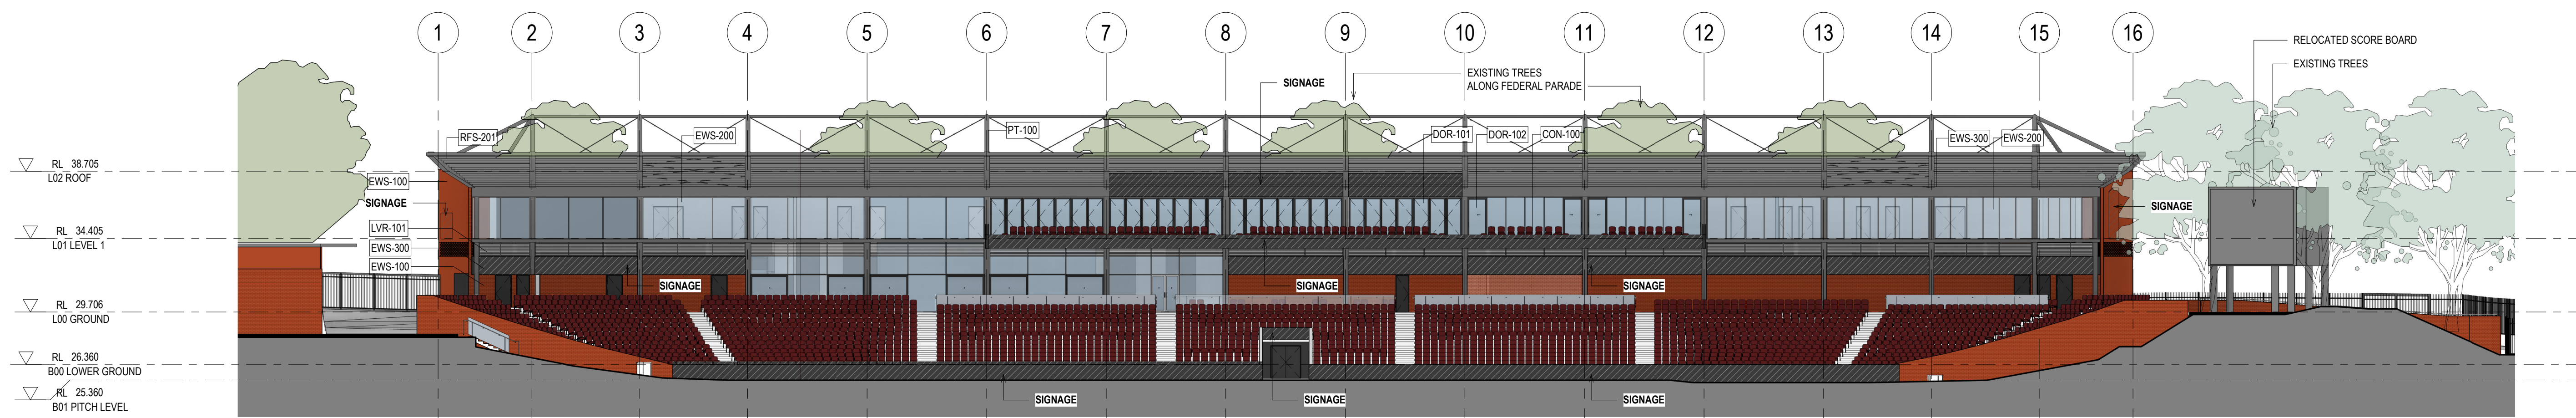 1
2
3
4
5
6
7
8
9
10
11
12
13
14
15
16
RELOCATED SCORE BOARD
EXISTING TREES
SIGNAGE
EXISTING TREES
ALONG FEDERAL PARADE
RFS-201
EWS-200
PT-100
DOR-101
DOR-102
CON-100
EWS-300
EWS-200
RL 38.705
L02 ROOF
EWS-100
SIGNAGE
SIGNAGE
LVR-101
RL 34.405
L01 LEVEL 1
EWS-300
EWS-100
SIGNAGE
SIGNAGE
SIGNAGE
RL 29.706
L00 GROUND
RL 26.360
B00 LOWER GROUND
RL 25.360
B01 PITCH LEVEL
SIGNAGE
SIGNAGE
SIGNAGE